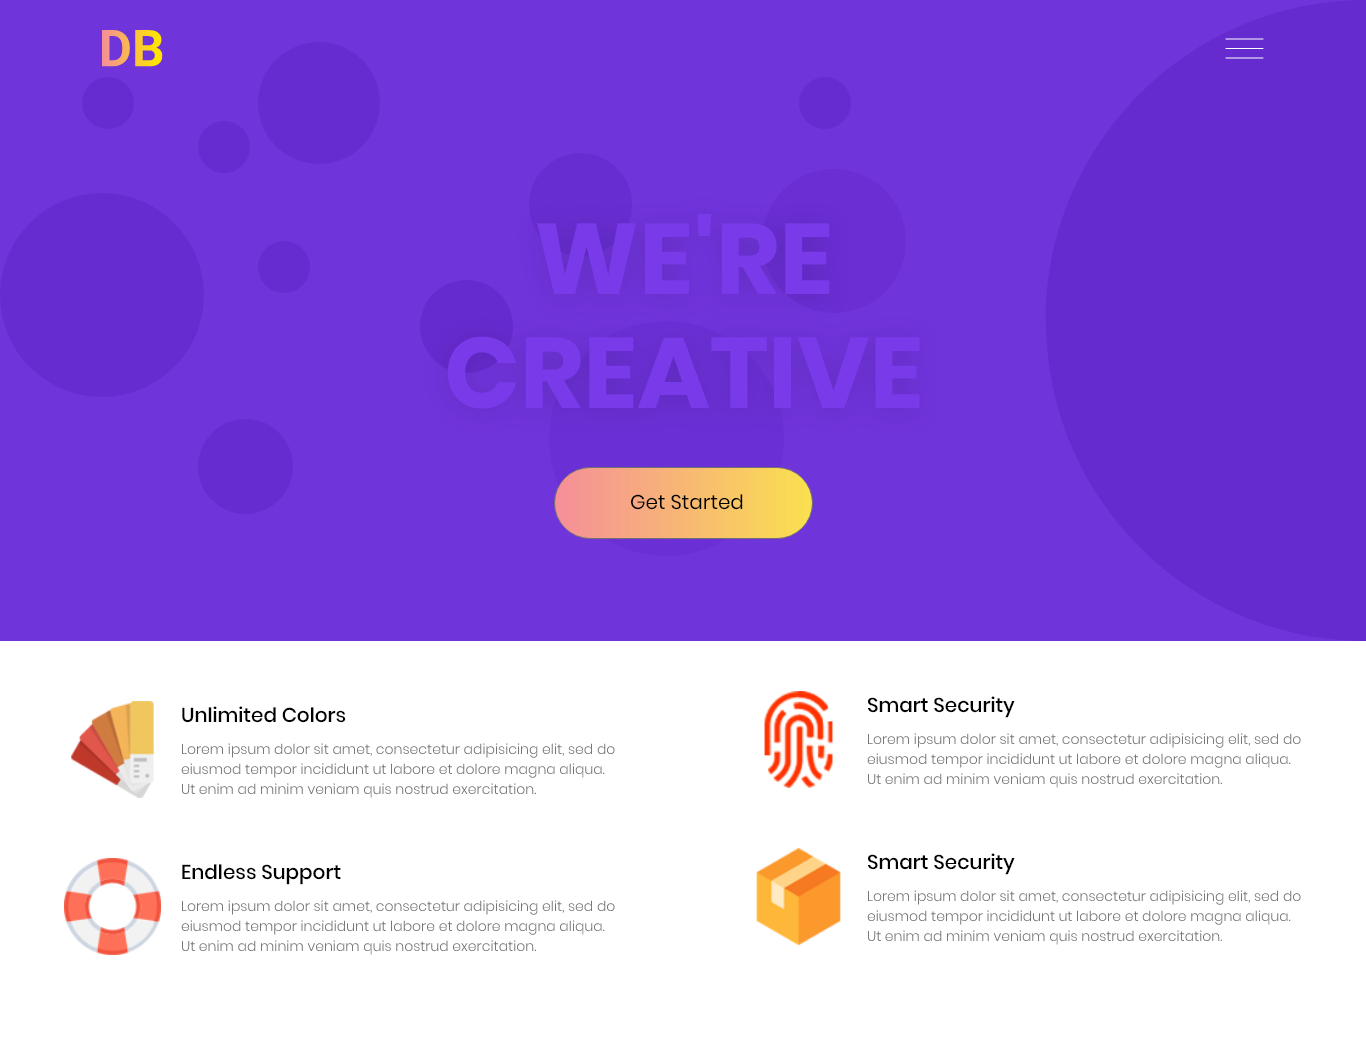 DB
WE'RE
CREATIVE
Get Started
Unlimited Colors
Lorem ipsum dolor sit amet, consectetur adipisicing elit, sed do
eiusmod tempor incididunt ut labore et dolore magna aliqua.
Ut enim ad minim veniam quis nostrud exercitation.
Smart Security
Lorem ipsum dolor sit amet, consectetur adipisicing elit, sed do
eiusmod tempor incididunt ut labore et dolore magna aliqua.
Ut enim ad minim veniam quis nostrud exercitation.
Endless Support
Lorem ipsum dolor sit amet, consectetur adipisicing elit, sed do
eiusmod tempor incididunt ut labore et dolore magna aliqua.
Ut enim ad minim veniam quis nostrud exercitation.
Smart Security
Lorem ipsum dolor sit amet, consectetur adipisicing elit, sed do
eiusmod tempor incididunt ut labore et dolore magna aliqua.
Ut enim ad minim veniam quis nostrud exercitation.